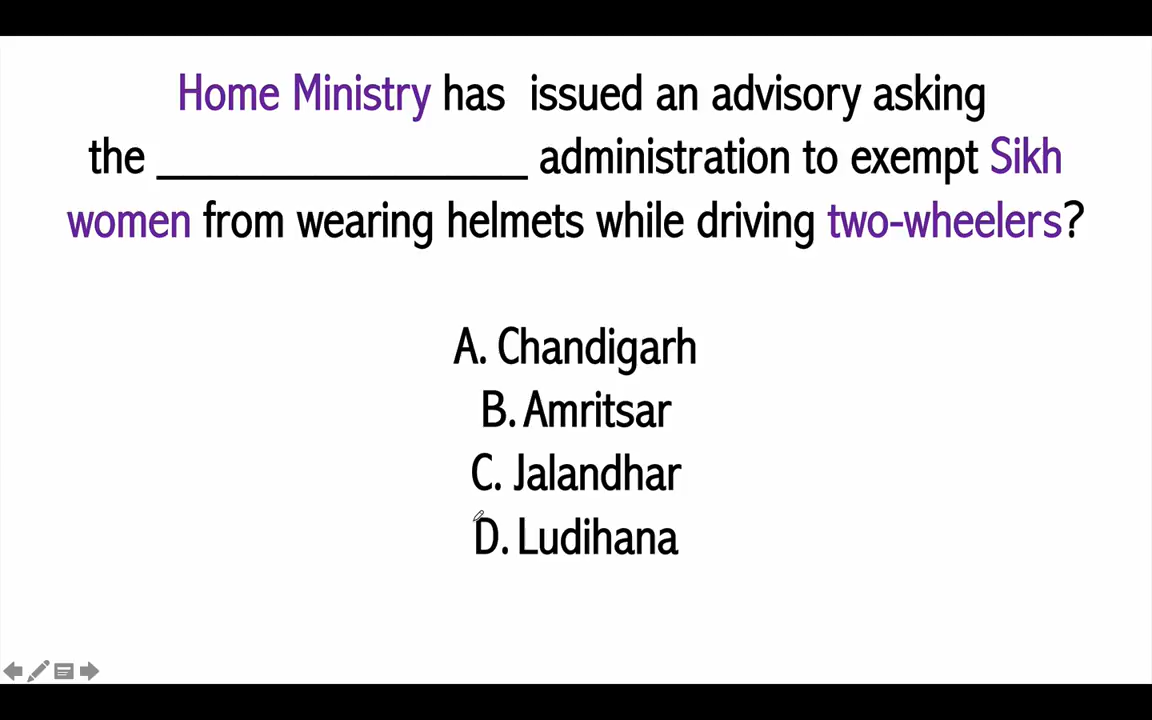 Home Ministry has issued an advisory asking
the ________________ administration to exempt Sikh
women from wearing helmets while driving two-wheelers?
A. Chandigarh
B. Amritsar
C. Jalandhar
D. Ludihana